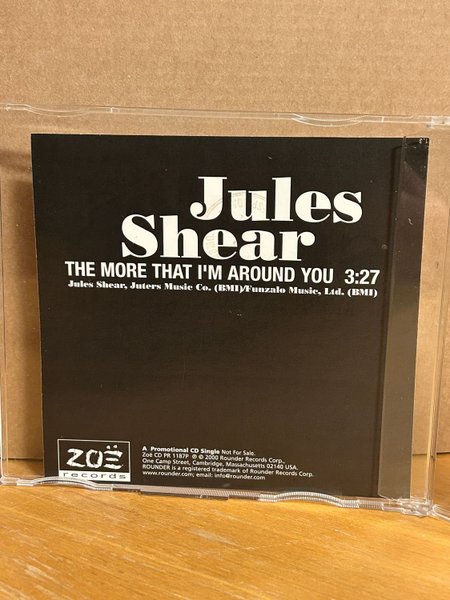 Jules
Shear
THE MORE THAT I'M AROUND YOU 3:27
Jules Shear, Juters Music Co. (BMI)/Funzalo Music, Ltd. (BMI)
ZOË
records
A Promotional CD Single Not For Sale.
Zoë CD PR 1187F ℗ © 2000 Rounder Records Corp.,
One Camp Street, Cambridge, Massachusetts 02140 USA.
ROUNDER is a registered trademark of Rounder Records Corp.
www.rounder.com; email: info@rounder.com